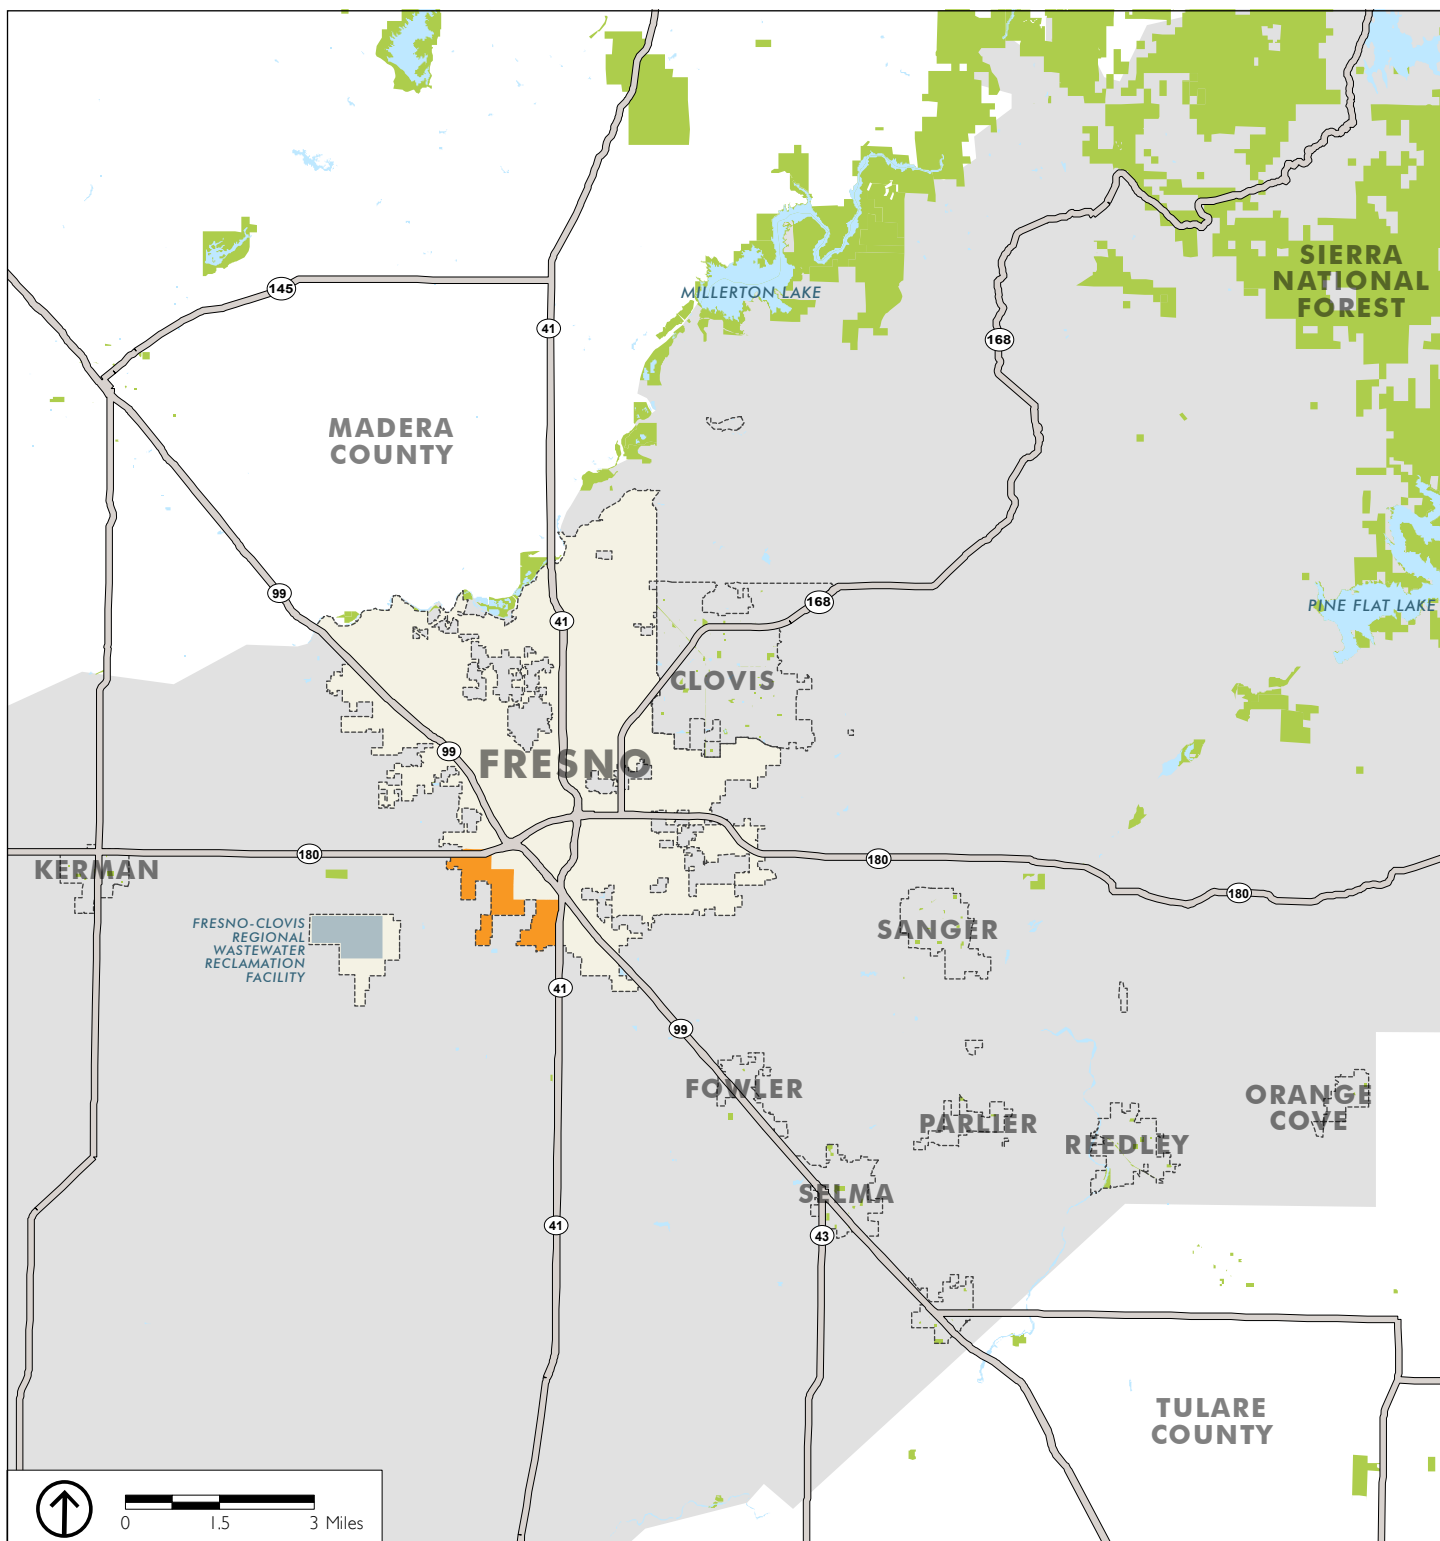 SIERRA
NATIONAL
FOREST
145
MILLERTON LAKE
41
168
MADERA
COUNTY
99
168
PINE FLAT LAKE
41
CLOVIS
99
FRESNO
180
180
KERMAN
180
FRESNO-CLOVIS
REGIONAL
WASTEWATER
RECLAMATION
FACILITY
SANGER
41
99
FOWLER
ORANGE
COVE
PARLIER
REEDLEY
SELMA
41
43
TULARE
COUNTY
0 1.5 3 Miles